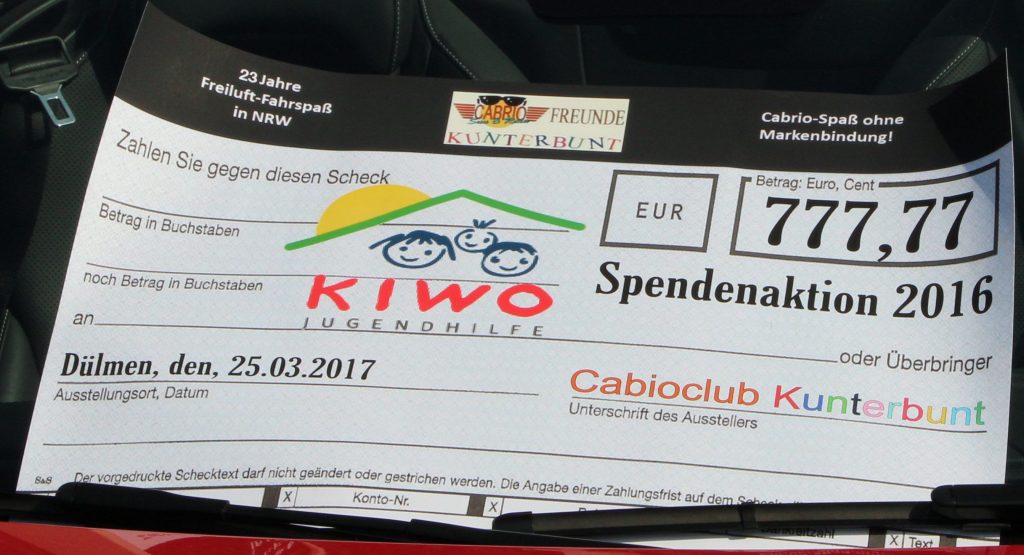 23 Jahre
Freiluft-Fahrspaß
in NRW
CABRIO
FREUNDE
KUNTERBUNT
Cabrio-Spaß ohne
Markenbindung!
Zahlen Sie gegen diesen Scheck
EUR
Betrag: Euro, Cent
777,77
Betrag in Buchstaben
Spendenaktion 2016
noch Betrag in Buchstaben
KIWO
JUGENDHILFE
an
oder Überbringer
Dülmen, den, 25.03.2017
Ausstellungsort, Datum
Cabioclub Kunterbunt
Unterschrift des Ausstellers
S&S
Der vorgedruckte Schecktext darf nicht geändert oder gestrichen werden. Die Angabe einer Zahlungsfrist auf dem
X Konto-Nr. X
X Text